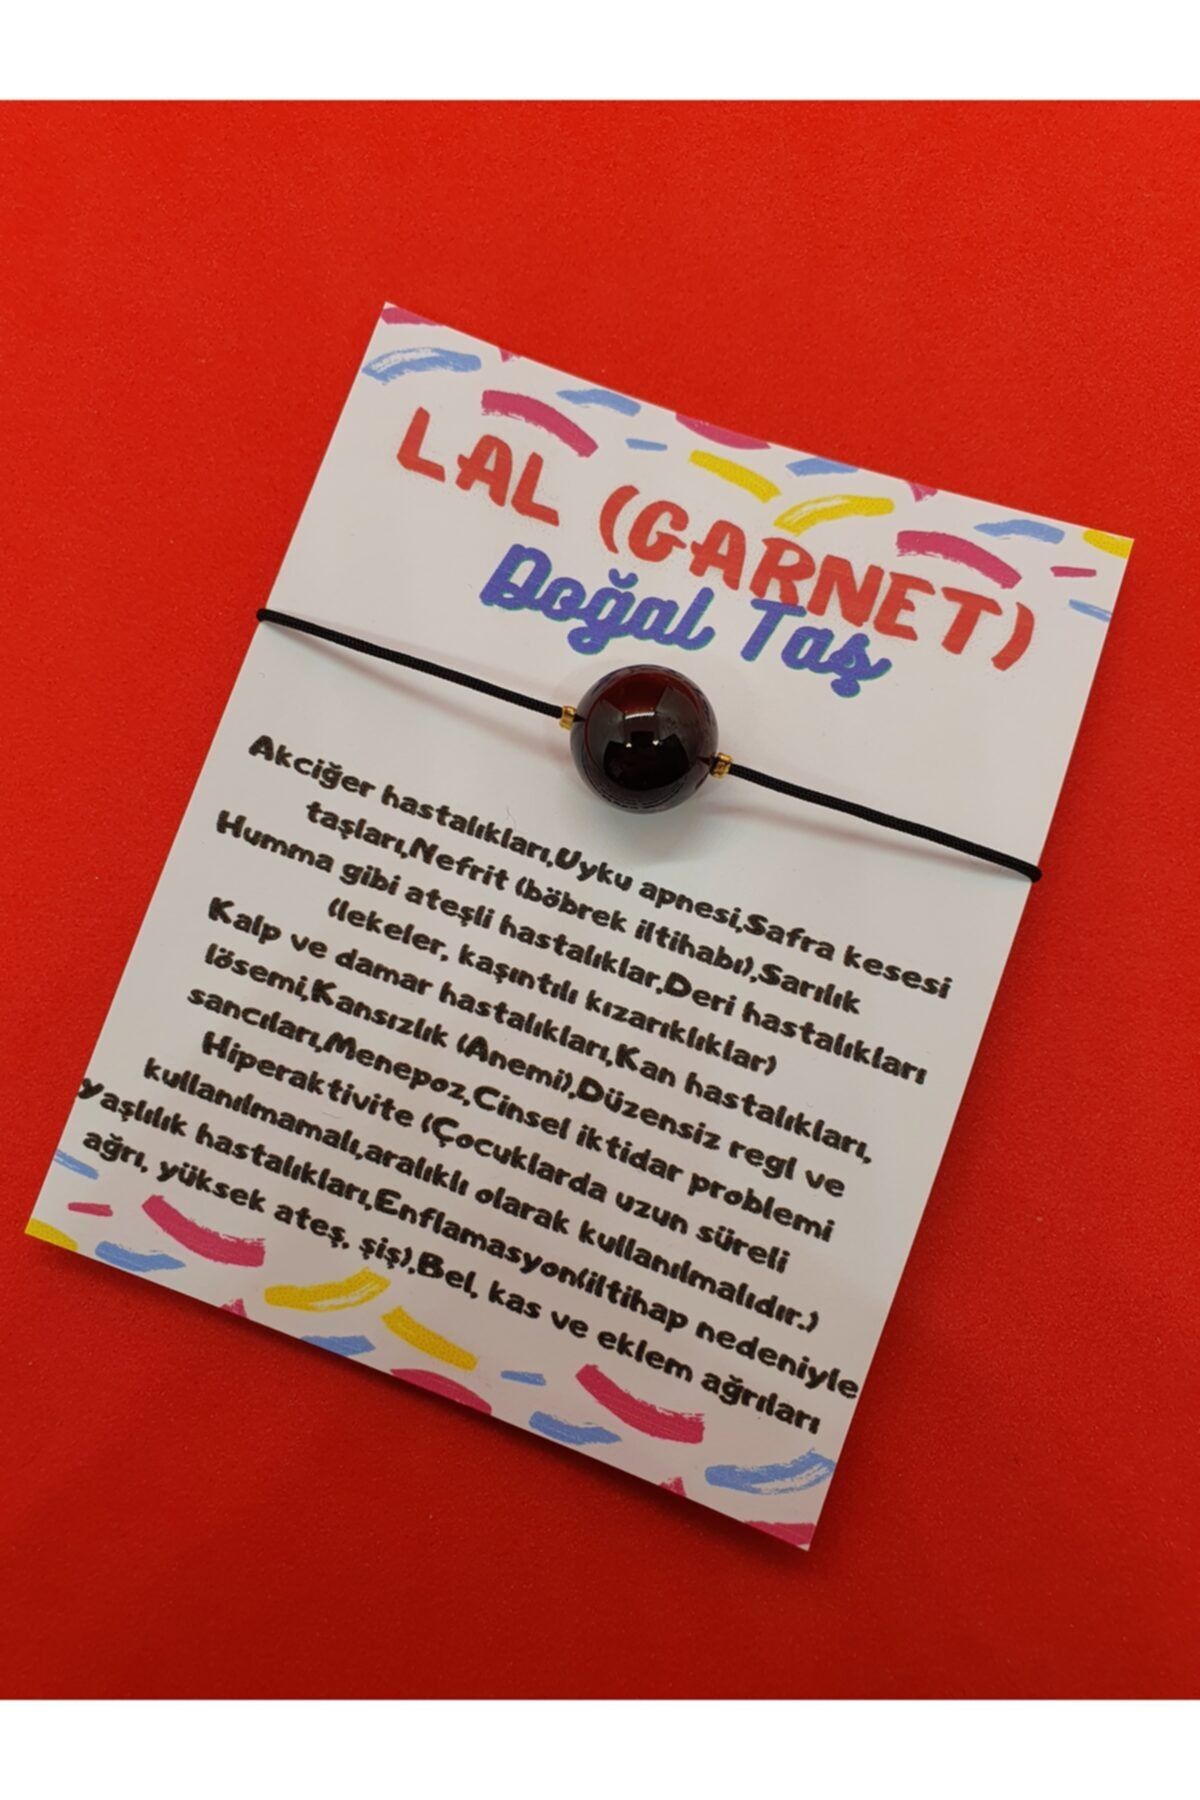 LAL (GARNET)
Doğal Taş
Akciğer hastalıkları,Uyku apnesi,Safra kesesi
taşları,Nefrit (böbrek iltihabı),Sarılık
Humma gibi ateşli hastalıklar,Deri hastalıkları
(lekeler, kaşıntılı kızarıklıklar)
Kalp ve damar hastalıkları,Kan hastalıkları,
lösemi,Kansızlık (Anemi),Düzensiz regl ve
sancıları,Menepoz,Cinsel iktidar problemi
Hiperaktivite (Çocuklarda uzun süreli
kullanılmamalı,aralıklı olarak kullanılmalıdır.)
yaşlılık hastalıkları,Enflamasyon(iltihap nedeniyle
ağrı, yüksek ateş, şiş),Bel, kas ve eklem ağrıları